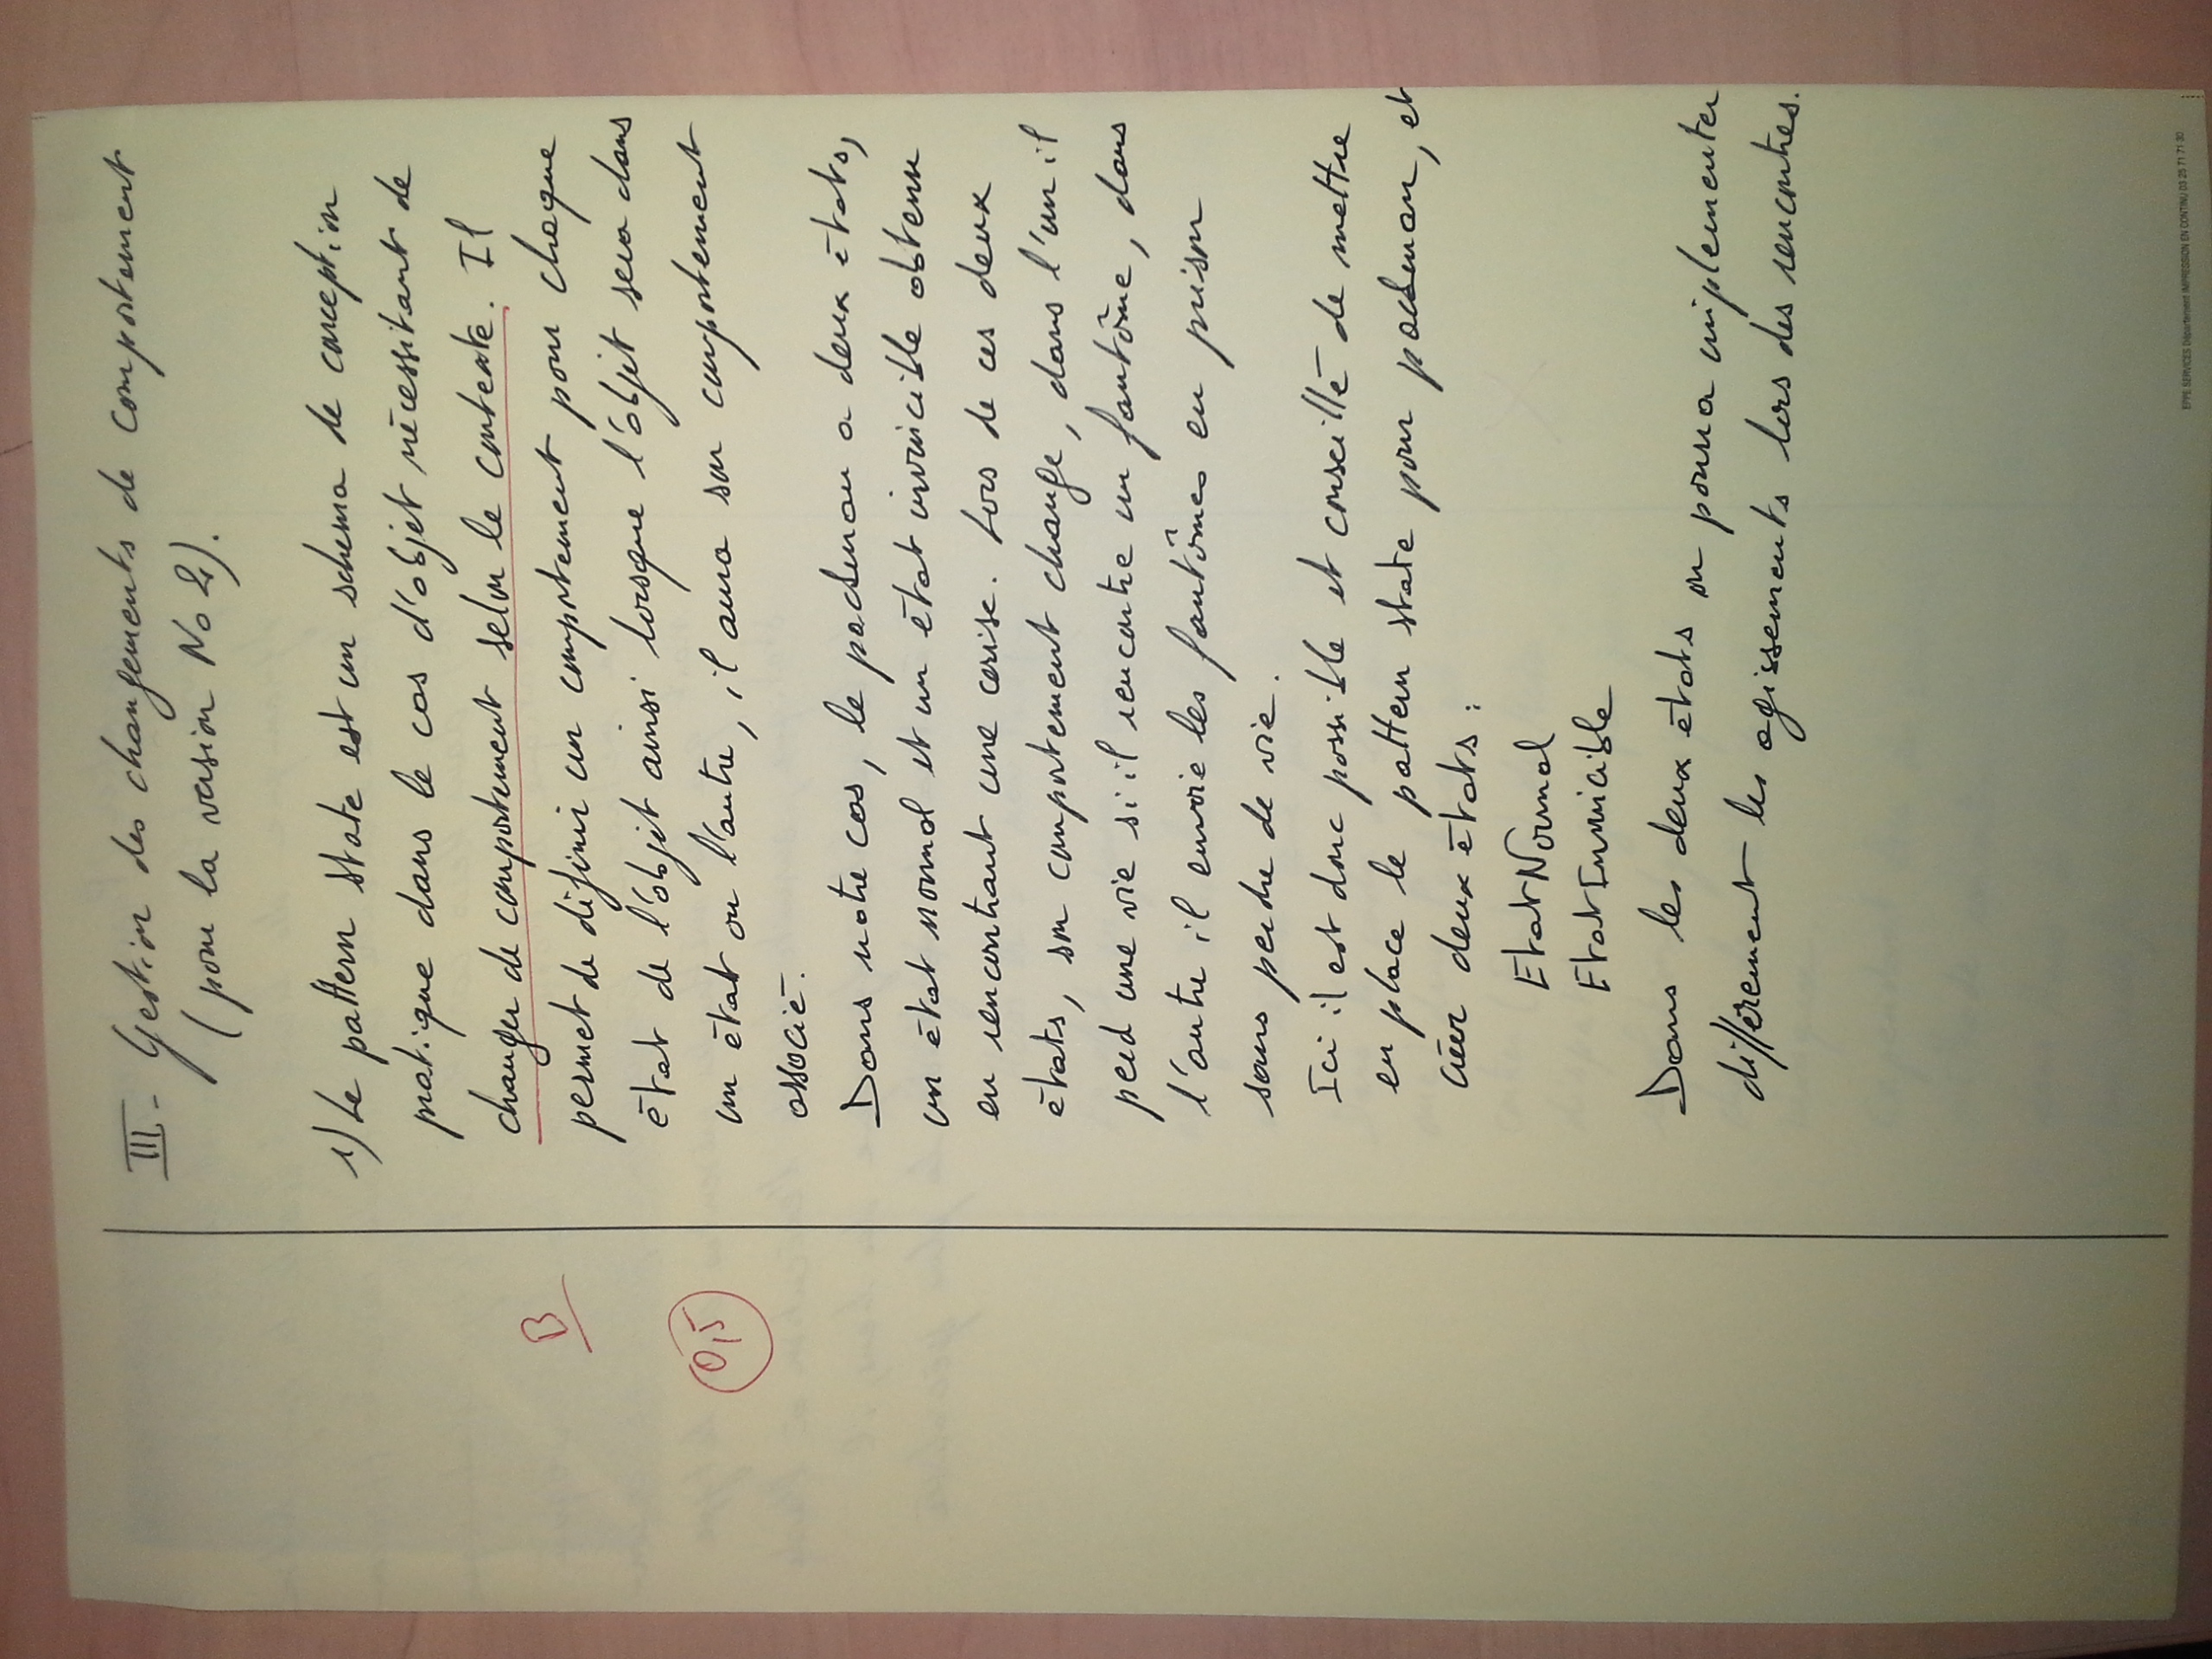 III - Gestion des changements de comportement
(pour la version No 2).
1) Le pattern state est un schema de conception
pratique dans le cas d'objet nécessitant de
changer de comportement selon le contexte. Il
permet de définir un comportement pour chaque
état de l'objet ainsi lorsque l'objet sera dans
un état ou l'autre, il aura son comportement
associé.
Dans notre cas, le pacman a deux états,
un état normal et un état invincible obtenu
en rencontrant une cerise. Lors de ces deux
états, son comportement change, dans l'un il
perd une vie si il rencontre un fantôme, dans
l'autre il envoie les fantômes en prison
sans perdre de vie.
Ici il est donc possible et conseillé de mettre
en place le pattern state pour pacman, et
créer deux états :
EtatNormal
EtatInvincible
Dans les deux états on pourra implementer
différement les agissements lors des rencontres.
B
0,5
EPPE SERVICES Département IMPRESSION EN CONTINU 03 25 71 71 30